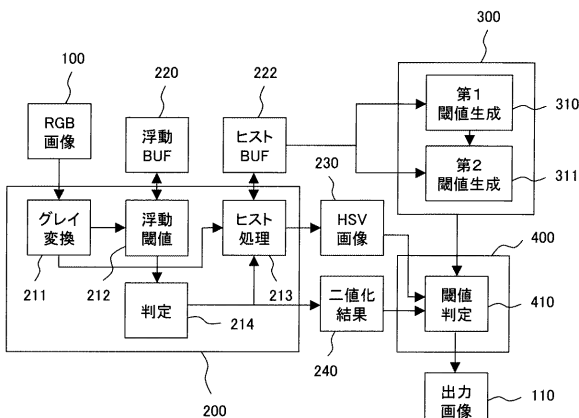 300
100
220
222
RGB
画像
浮動
BUF
ヒスト
BUF
第1
閾値生成
310
第2
閾値生成
311
230
HSV
画像
グレイ
変換
浮動
閾値
ヒスト
処理
211
212
213
判定
214
二値化
結果
240
400
閾値
判定
410
200
出力
画像
110